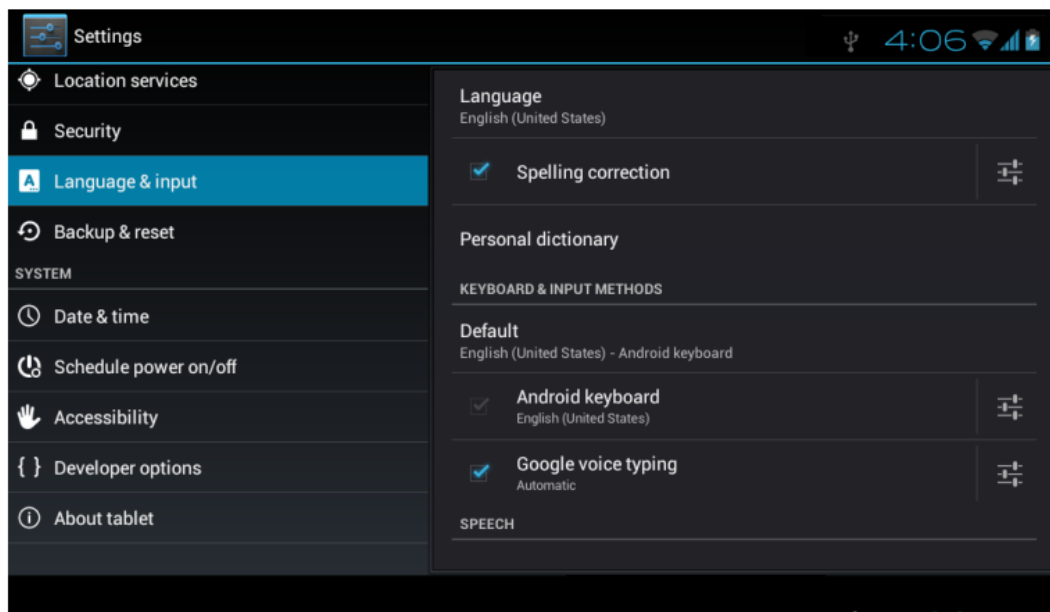 Settings
4:06
Location services
Security
Language & input
Backup & reset
SYSTEM
Date & time
Schedule power on/off
Accessibility
{ } Developer options
About tablet
Language
English (United States)
Spelling correction
Personal dictionary
KEYBOARD & INPUT METHODS
Default
English (United States) - Android keyboard
Android keyboard
English (United States)
Google voice typing
Automatic
SPEECH